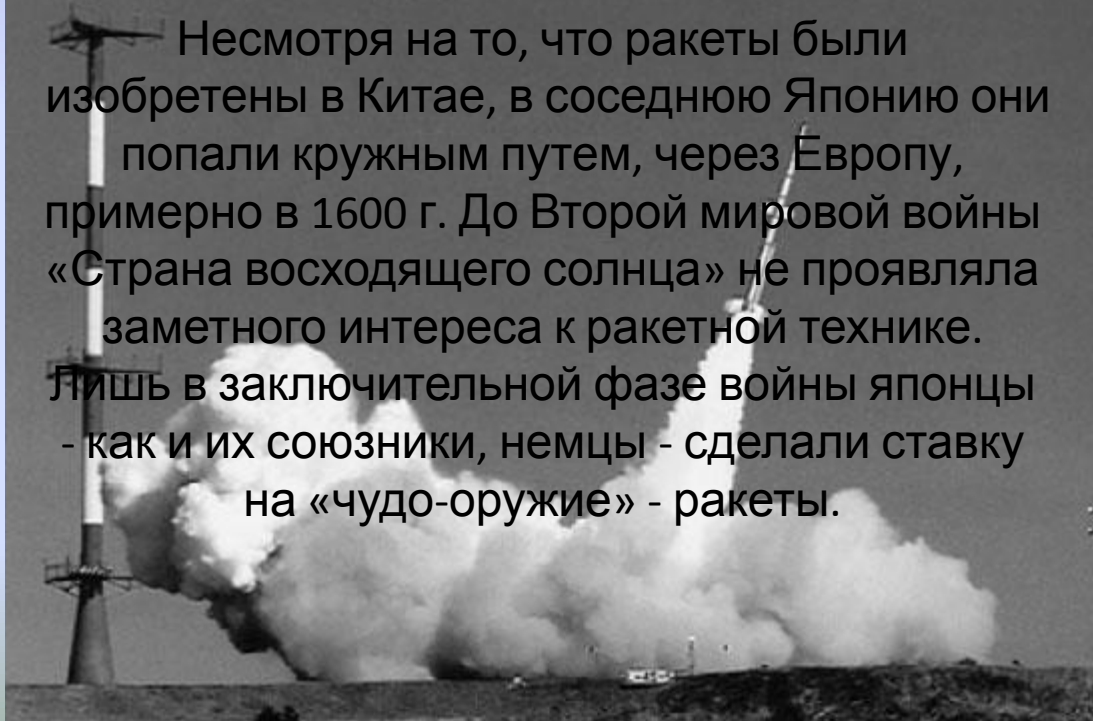 Несмотря на то, что ракеты были
изобретены в Китае, в соседнюю Японию они
попали кружным путем, через Европу,
примерно в 1600 г. До Второй мировой войны
«Страна восходящего солнца» не проявляла
заметного интереса к ракетной технике.
Лишь в заключительной фазе войны японцы
- как и их союзники, немцы - сделали ставку
на «чудо-оружие» - ракеты.